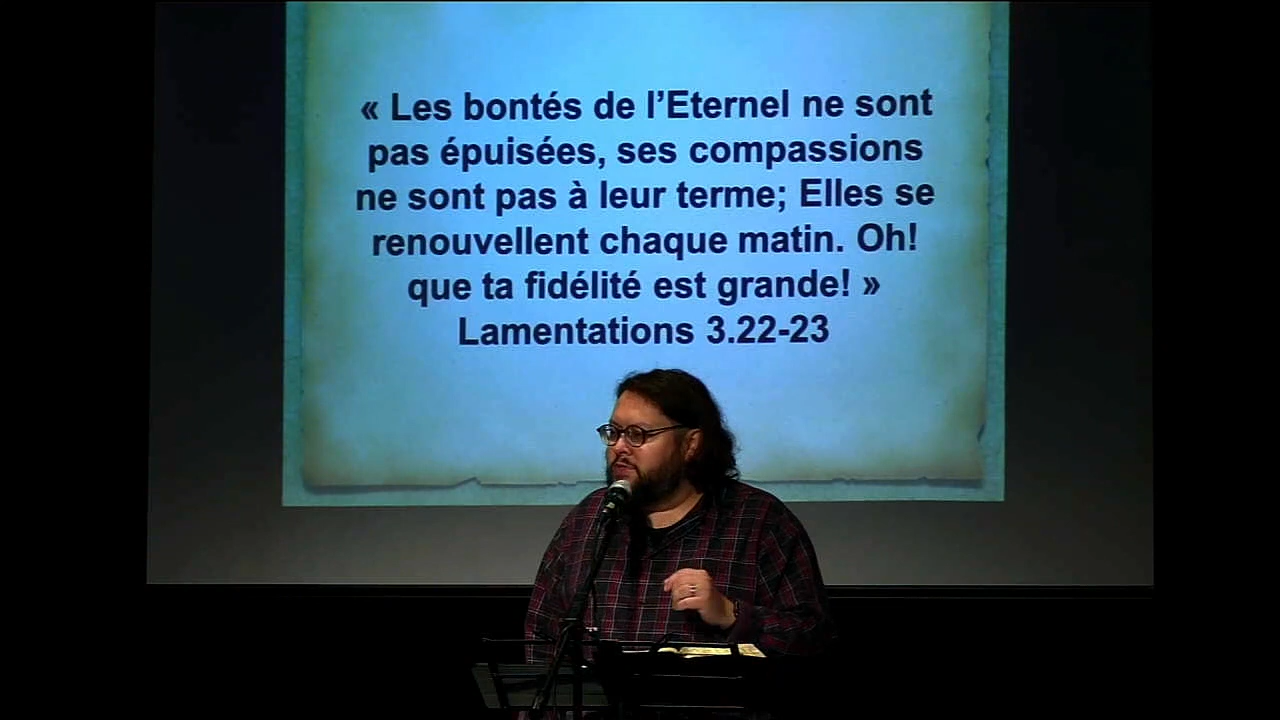 « Les bontés de l’Eternel ne sont
pas épuisées, ses compassions
ne sont pas à leur terme; Elles se
renouvellent chaque matin. Oh!
que ta fidélité est grande! »
Lamentations 3.22-23